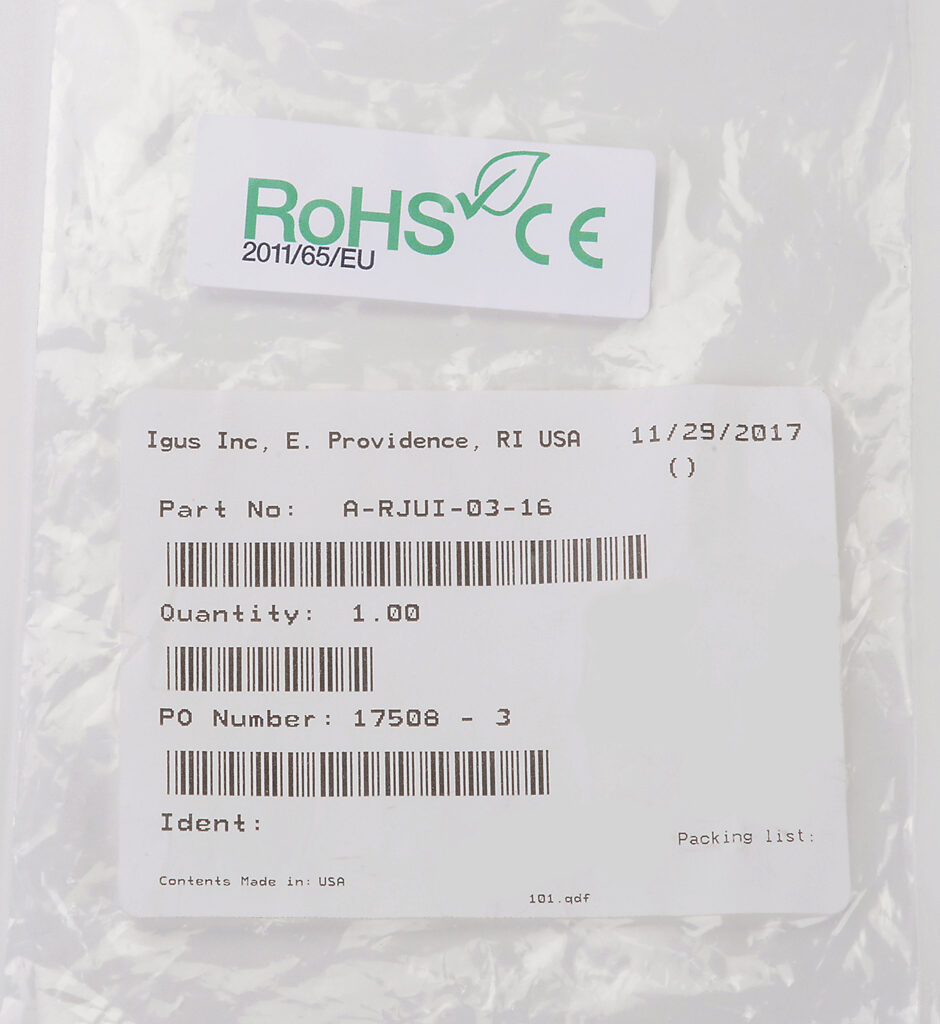 RoHS CE
2011/65/EU
Igus Inc, E. Providence, RI USA 11/29/2017
()
Part No: A-RJUI-03-16
Quantity: 1.00
PO Number: 17508 - 3
Ident:
Packing list:
Contents Made in: USA
101.qdf